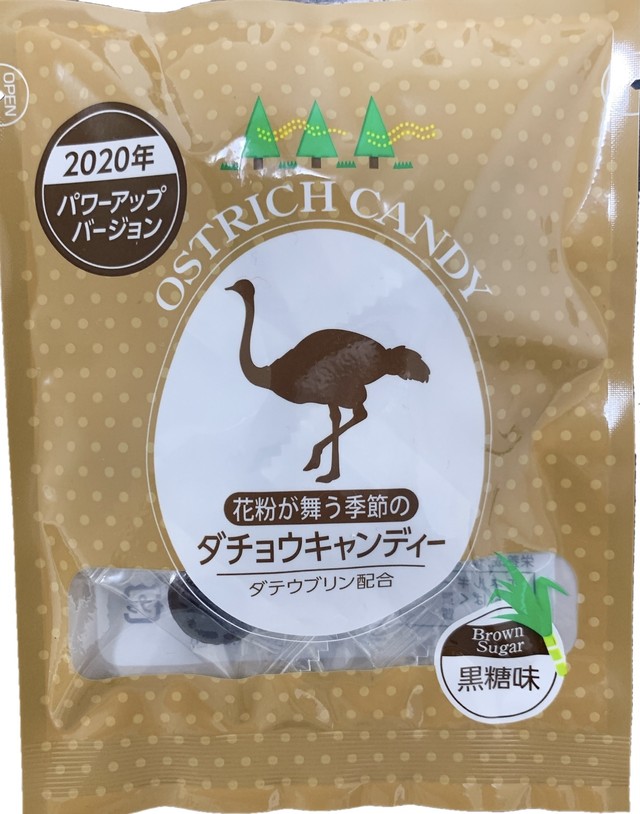 OPEN
2020年
パワーアップ
バージョン
OSTRICH CANDY
花粉が舞う季節の
ダチョウキャンディー
ダテウブリン配合
Brown
Sugar
黒糖味